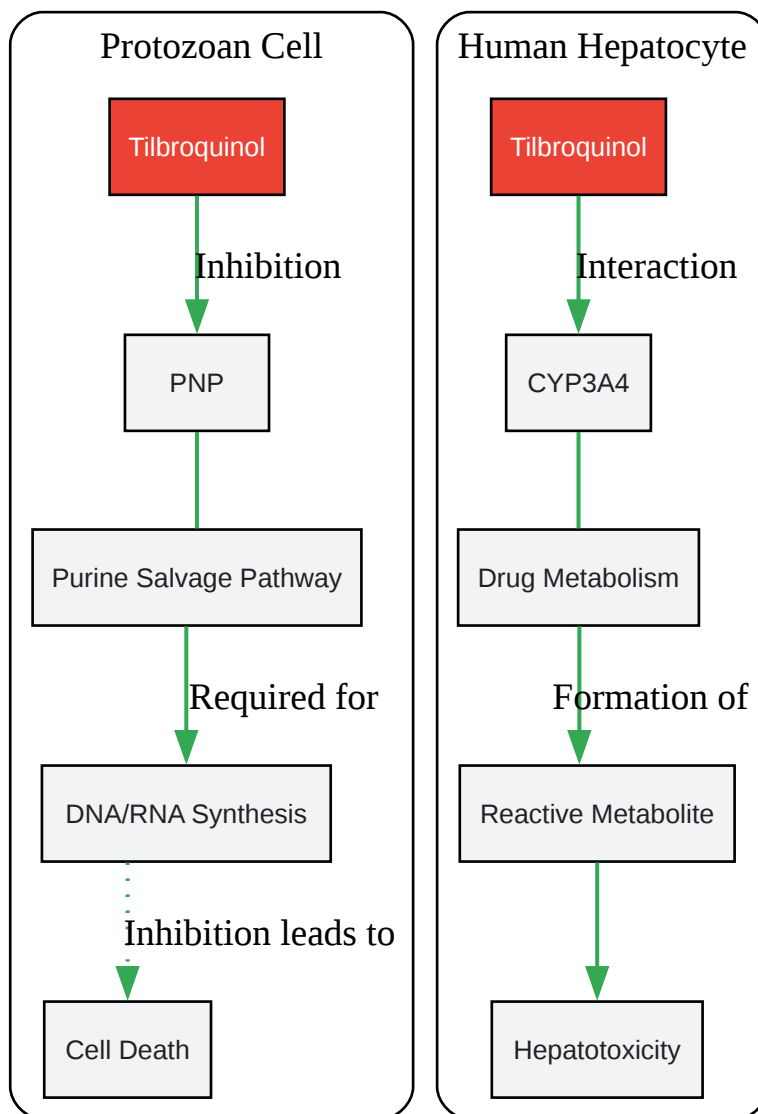 Protozoan Cell
Tilbroquinol
Inhibition
PNP
Purine Salvage Pathway
Required for
DNA/RNA Synthesis
Inhibition leads to
Cell Death
Human Hepatocyte
Tilbroquinol
Interaction
CYP3A4
Drug Metabolism
Formation of
Reactive Metabolite
Hepatotoxicity